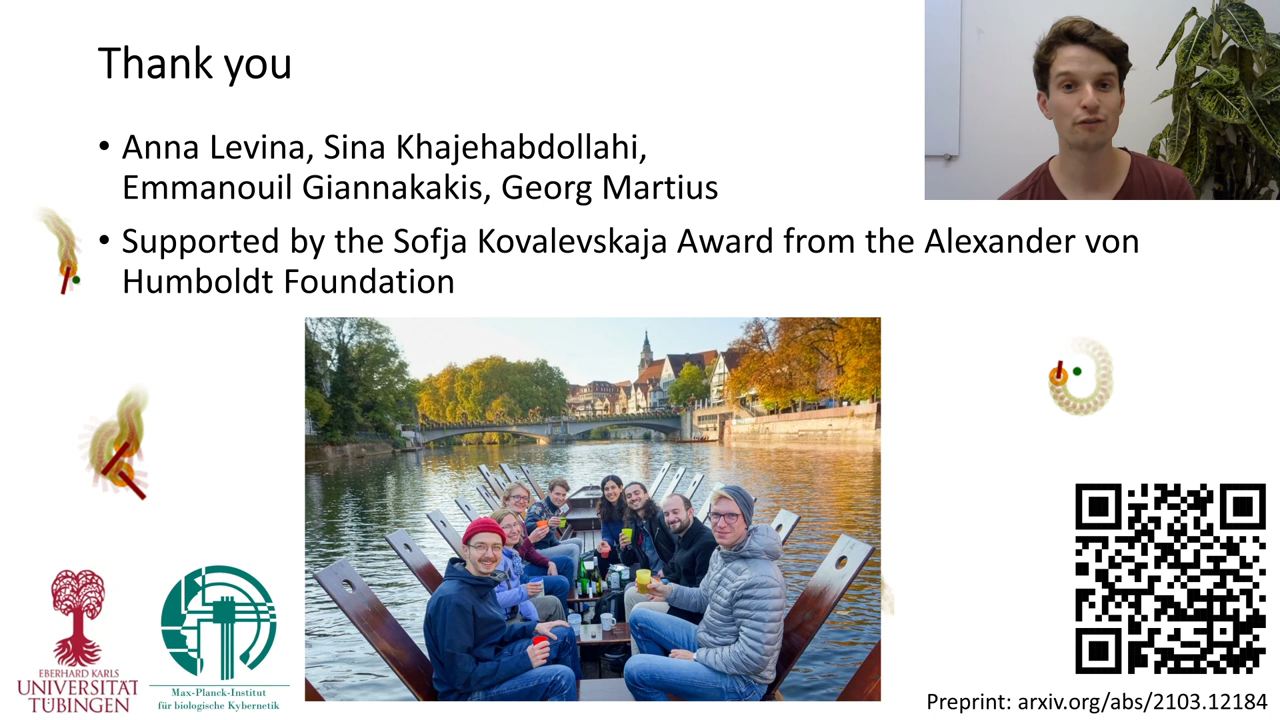 Thank you
• Anna Levina, Sina Khajehabdollahi,
Emmanouil Giannakakis, Georg Martius
• Supported by the Sofja Kovalevskaja Award from the Alexander von
Humboldt Foundation
EBERHARD KARLS
UNIVERSITÄT
TÜBINGEN
Max-Planck-Institut
für biologische Kybernetik
Preprint: arxiv.org/abs/2103.12184